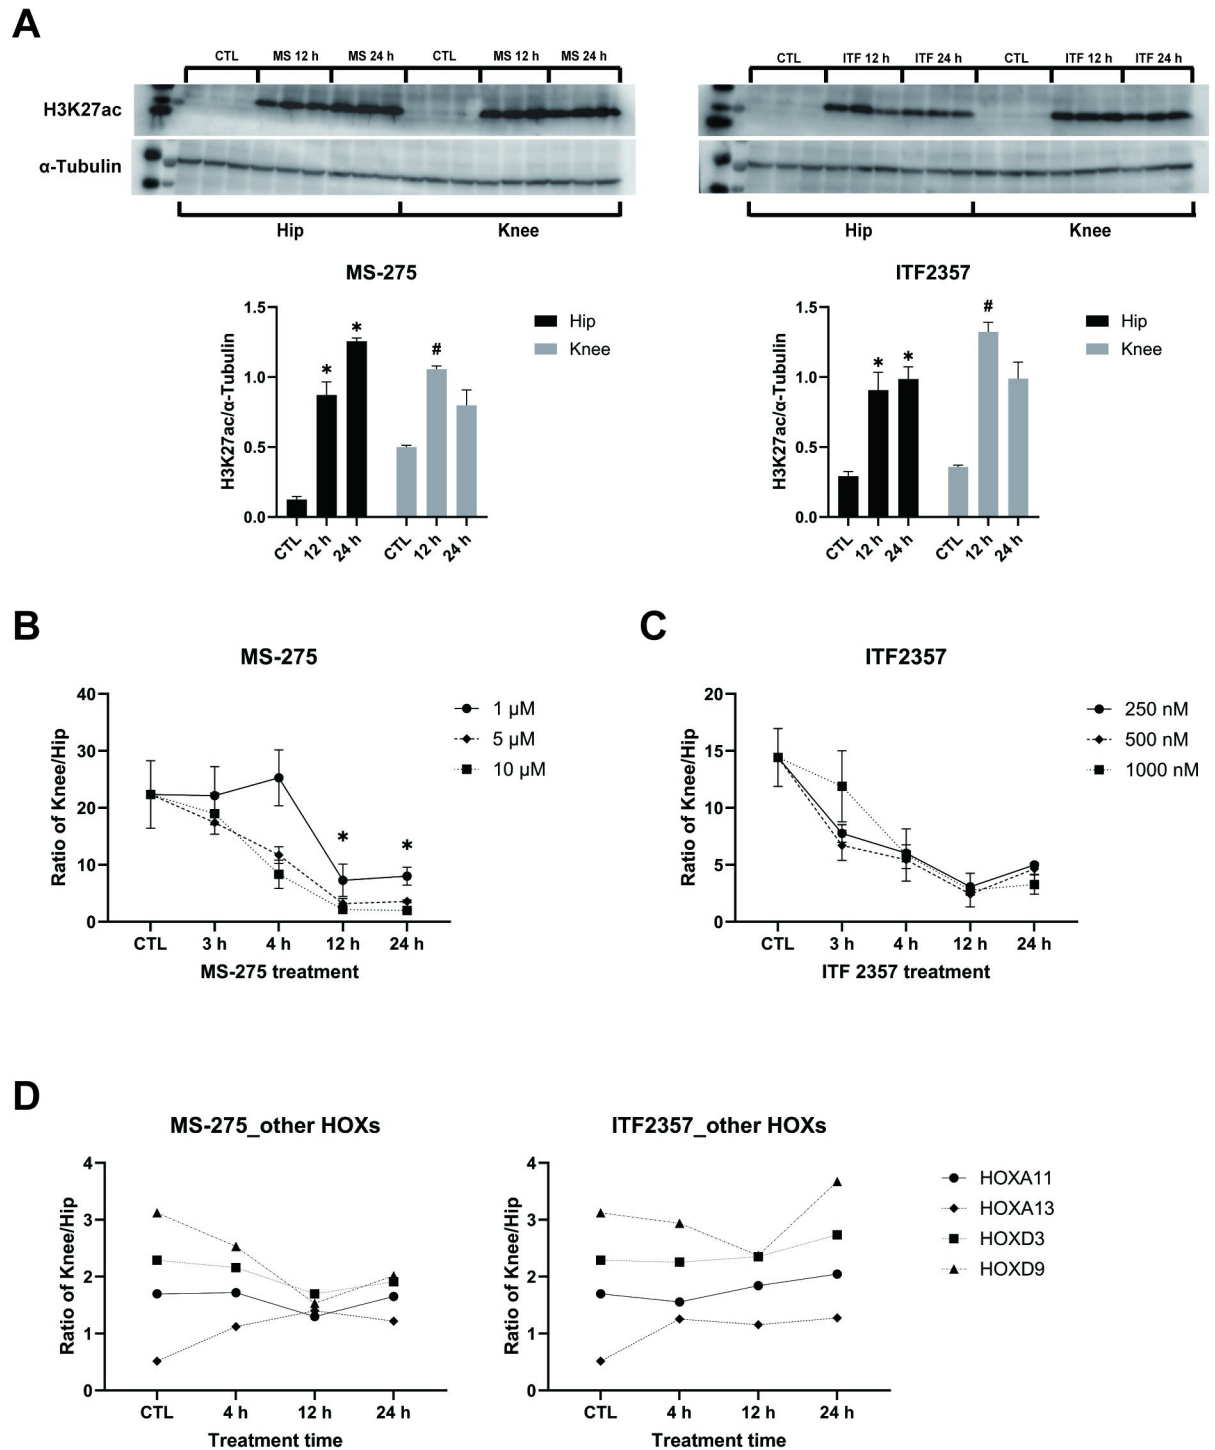 A
CTL MS 12 h MS 24 h CTL MS 12 h MS 24 h
CTL ITF 12 h ITF 24 h CTL ITF 12 h ITF 24 h
H3K27ac
α-Tubulin
Hip Knee
Hip Knee
MS-275
H3K27ac/α-Tubulin
1.5
1.0
0.5
0.0
* * #
CTL 12 h 24 h CTL 12 h 24 h
Hip
Knee
ITF2357
H3K27ac/α-Tubulin
1.5
1.0
0.5
0.0
* * #
CTL 12 h 24 h CTL 12 h 24 h
Hip
Knee
B
MS-275
Ratio of Knee/Hip
40
30
20
10
0
* *
CTL 3 h 4 h 12 h 24 h
MS-275 treatment
1 µM
5 µM
10 µM
C
ITF2357
Ratio of Knee/Hip
20
15
10
5
0
CTL 3 h 4 h 12 h 24 h
ITF 2357 treatment
250 nM
500 nM
1000 nM
D
MS-275_other HOXs
Ratio of Knee/Hip
4
3
2
1
0
CTL 4 h 12 h 24 h
Treatment time
ITF2357_other HOXs
Ratio of Knee/Hip
4
3
2
1
0
CTL 4 h 12 h 24 h
Treatment time
HOXA11
HOXA13
HOXD3
HOXD9